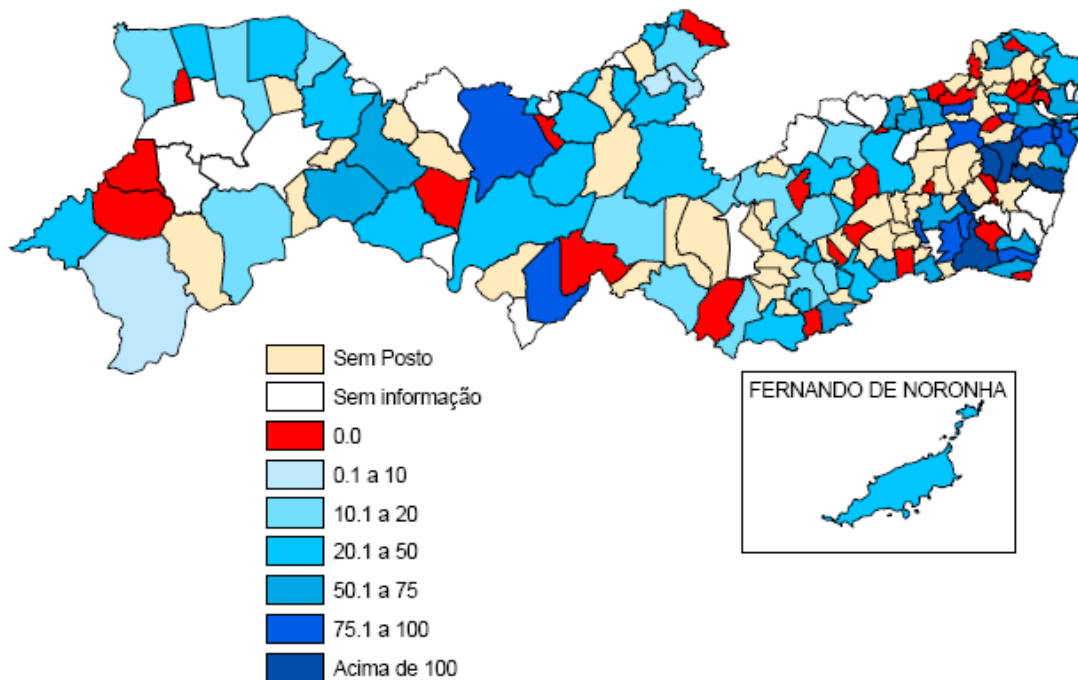 Sem Posto
Sem informação
0.0
0.1 a 10
10.1 a 20
20.1 a 50
50.1 a 75
75.1 a 100
Acima de 100
FERNANDO DE NORONHA